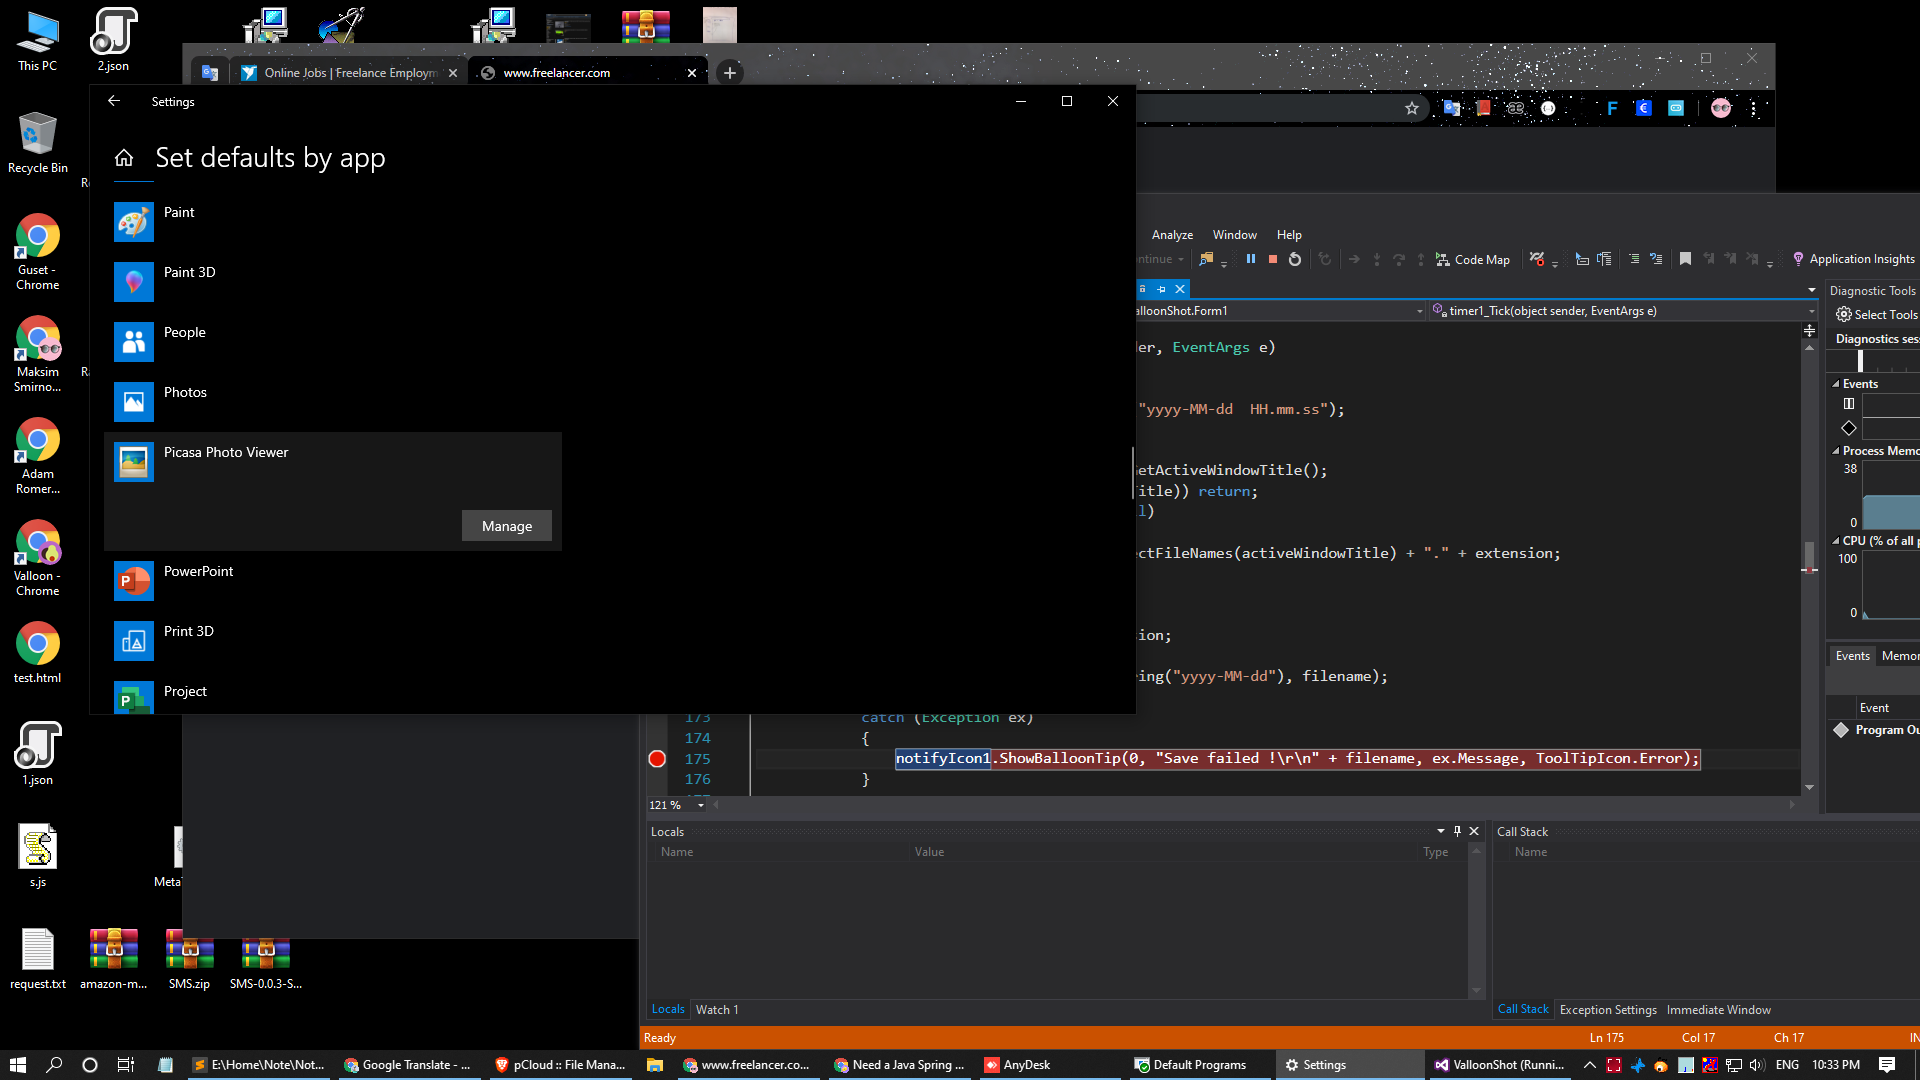 This PC
2.json
Recycle Bin
Guset -
Chrome
Maksim
Smirno...
Adam
Romer...
Valloon -
Chrome
test.html
1.json
s.js
request.txt
amazon-m...
SMS.zip
SMS-0.0.3-S...
Online Jobs | Freelance Employm
www.freelancer.com
Settings
Set defaults by app
Paint
Paint 3D
People
Photos
Picasa Photo Viewer
Manage
PowerPoint
Print 3D
Project
Analyze
Window
Help
Code Map
Application Insights
Diagnostic Tools
Select Tools
Diagnostics sess
Events
Process Memo
38
0
CPU (% of all p
100
0
Events
Memor
Event
Program Ou
alloonShot.Form1
timer1_Tick(object sender, EventArgs e)
er, EventArgs e)
"yyyy-MM-dd  HH.mm.ss");
etActiveWindowTitle();
itle)) return;
l)
ctFileNames(activeWindowTitle) + "." + extension;
ion;
ing("yyyy-MM-dd"), filename);
173 catch (Exception ex)
174 {
175 notifyIcon1.ShowBalloonTip(0, "Save failed !\r\n" + filename, ex.Message, ToolTipIcon.Error);
176 }
121 %
Locals
Name
Value
Type
Call Stack
Name
Locals
Watch 1
Call Stack
Exception Settings
Immediate Window
Ready
Ln 175
Col 17
Ch 17
IN
E:\Home\Note\Not...
Google Translate - ...
pCloud :: File Mana...
www.freelancer.co...
Need a Java Spring ...
AnyDesk
Default Programs
Settings
ValloonShot (Runni...
ENG
10:33 PM